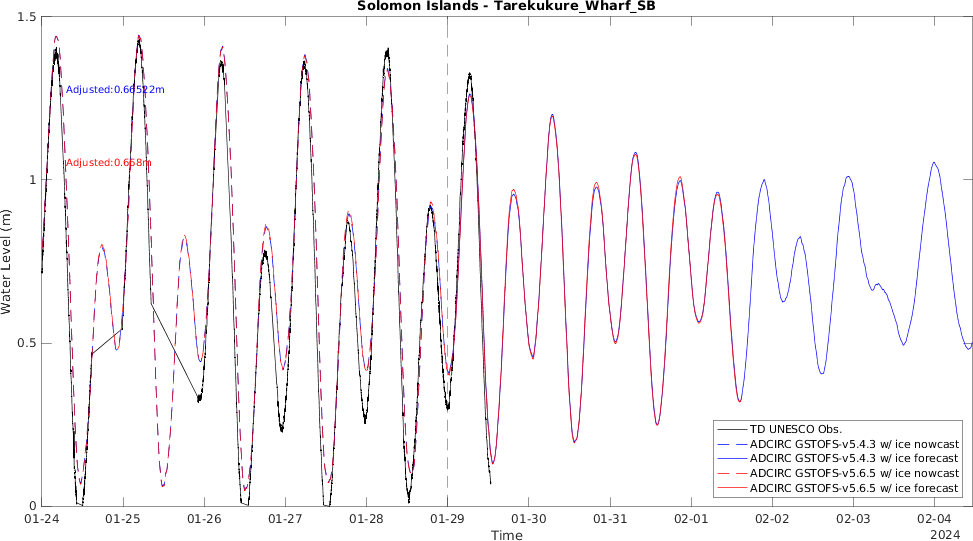 Solomon Islands - Tarekukure_Wharf_SB
1.5
Adjusted:0.66522m
Adjusted:0.658m
1
Water Level (m)
0.5
TD UNESCO Obs.
ADCIRC GSTOFS-v5.4.3 w/ ice nowcast
ADCIRC GSTOFS-v5.4.3 w/ ice forecast
ADCIRC GSTOFS-v5.6.5 w/ ice nowcast
ADCIRC GSTOFS-v5.6.5 w/ ice forecast
0
01-24 01-25 01-26 01-27 01-28 01-29 01-30 01-31 02-01 02-02 02-03 02-04
Time 2024